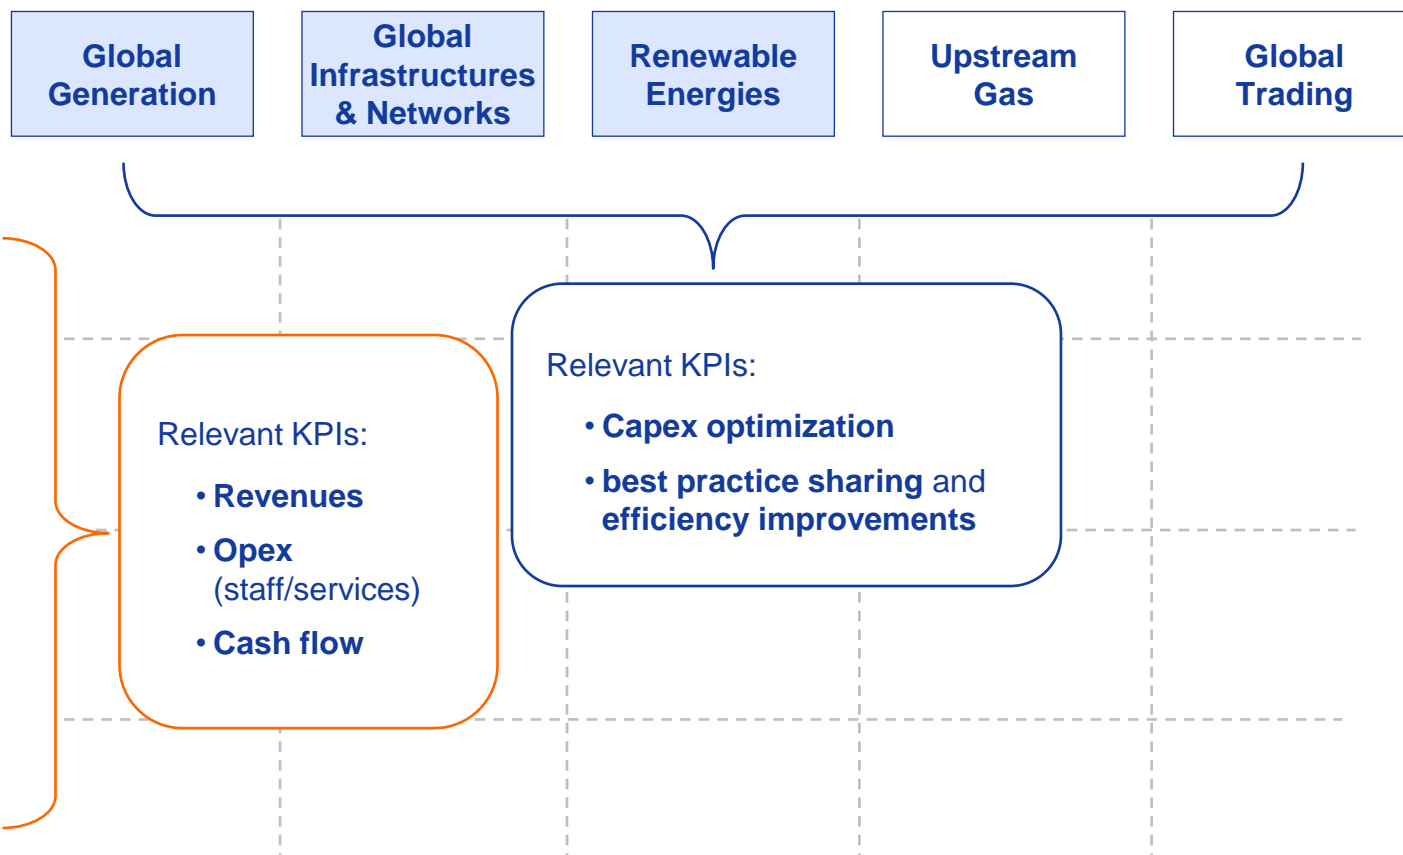 Global
Generation
Global
Infrastructures
& Networks
Renewable
Energies
Upstream
Gas
Global
Trading
Relevant KPIs:
• Revenues
• Opex
(staff/services)
• Cash flow
Relevant KPIs:
• Capex optimization
• best practice sharing and
efficiency improvements